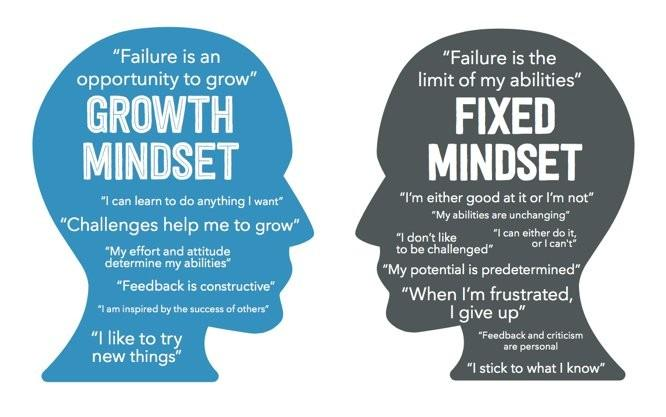 “Failure is an
opportunity to grow”
GROWTH
MINDSET
“I can learn to do anything I want”
“Challenges help me to grow”
“My effort and attitude
determine my abilities”
“Feedback is constructive”
“I am inspired by the success of others”
“I like to try
new things”
“Failure is the
limit of my abilities”
FIXED
MINDSET
“I’m either good at it or I’m not”
“My abilities are unchanging”
“I don’t like
to be challenged”
“I can either do it,
or I can’t”
“My potential is predetermined”
“When I’m frustrated,
I give up”
“Feedback and criticism
are personal
“I stick to what I know”